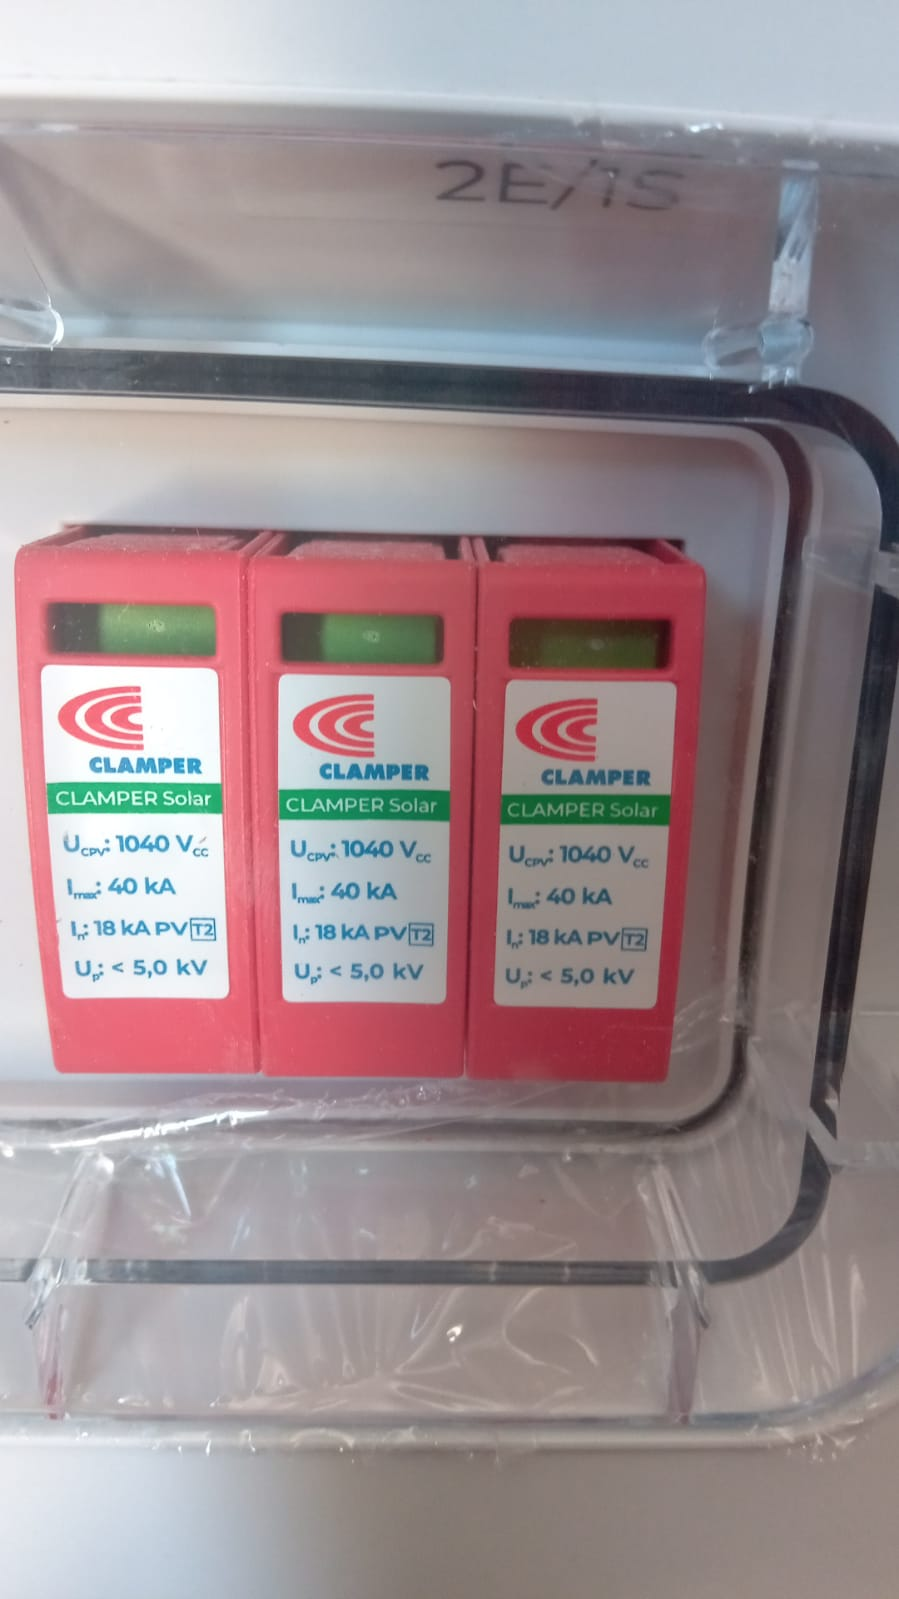 2E/1S
CLAMPER
CLAMPER Solar
UCPV: 1040 Vcc
Imax: 40 kA
In: 18 kA PV T2
Up: < 5,0 kV
CLAMPER
CLAMPER Solar
UCPV: 1040 Vcc
Imax: 40 kA
In: 18 kA PV T2
Up: < 5,0 kV
CLAMPER
CLAMPER Solar
UCPV: 1040 Vcc
Imax: 40 kA
In: 18 kA PV T2
Up: < 5,0 kV